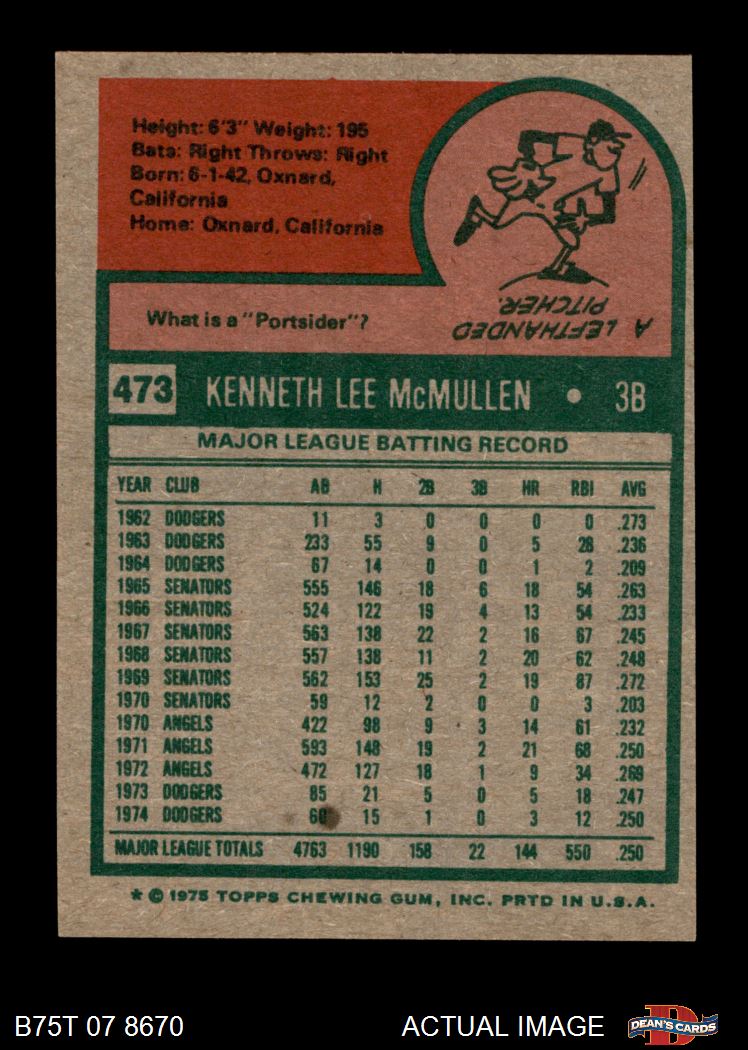 Height: 6'3" Weight: 195
Bats: Right Throws: Right
Born: 6-1-42, Oxnard,
California
Home: Oxnard, California
What is a "Portsider"?
A LEFTHANDED
PITCHER.
473 KENNETH LEE McMULLEN • 3B
MAJOR LEAGUE BATTING RECORD
YEAR CLUB AB H 2B 3B HR RBI AVG
1962 DODGERS 11 3 0 0 0 0 .273
1963 DODGERS 233 55 9 0 5 28 .236
1964 DODGERS 67 14 0 0 1 2 .209
1965 SENATORS 555 146 18 6 18 54 .263
1966 SENATORS 524 122 19 4 13 54 .233
1967 SENATORS 563 138 22 2 16 67 .245
1968 SENATORS 557 138 11 2 20 62 .248
1969 SENATORS 562 153 25 2 19 87 .272
1970 SENATORS 59 12 2 0 0 3 .203
1970 ANGELS 422 98 9 3 14 61 .232
1971 ANGELS 593 148 19 2 21 68 .250
1972 ANGELS 472 127 18 1 9 34 .269
1973 DODGERS 85 21 5 0 5 18 .247
1974 DODGERS 60 15 1 0 3 12 .250
MAJOR LEAGUE TOTALS 4763 1190 158 22 144 550 .250
* © 1975 TOPPS CHEWING GUM, INC. PRTD IN U.S.A.
B75T 07 8670 ACTUAL IMAGE DEAN'S CARDS